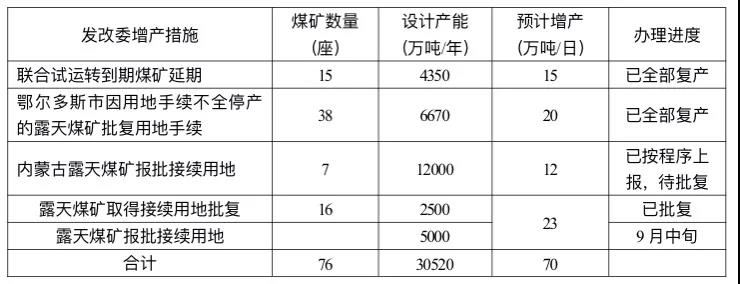 发改委增产措施 煤矿数量（座） 设计产能（万吨/年） 预计增产（万吨/日） 办理进度
联合试运转到期煤矿延期 15 4350 15 已全部复产
鄂尔多斯市因用地手续不全停产的露天煤矿批复用地手续 38 6670 20 已全部复产
内蒙古露天煤矿报批接续用地 7 12000 12 已按程序上报，待批复
露天煤矿取得接续用地批复 16 2500 23 已批复
露天煤矿报批接续用地 5000 9月中旬
合计 76 30520 70